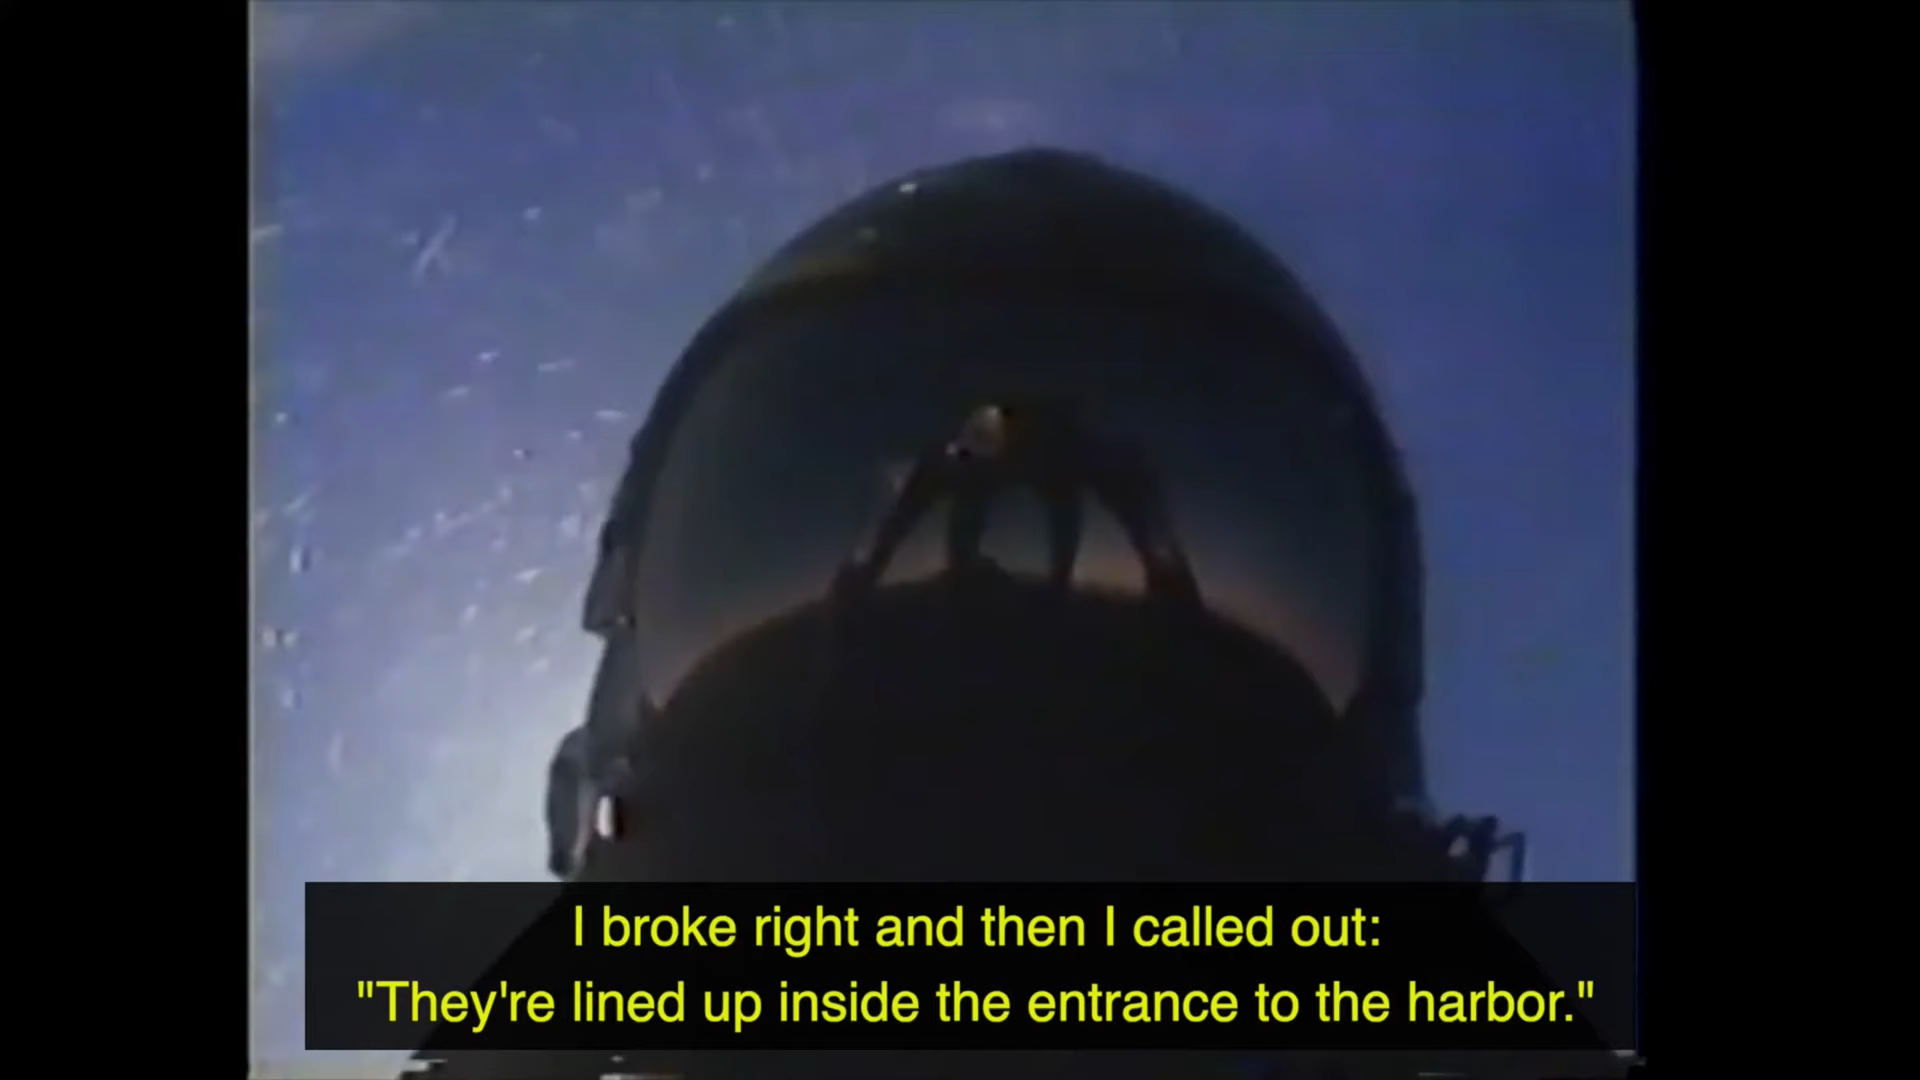 I broke right and then I called out:
"They're lined up inside the entrance to the harbor."